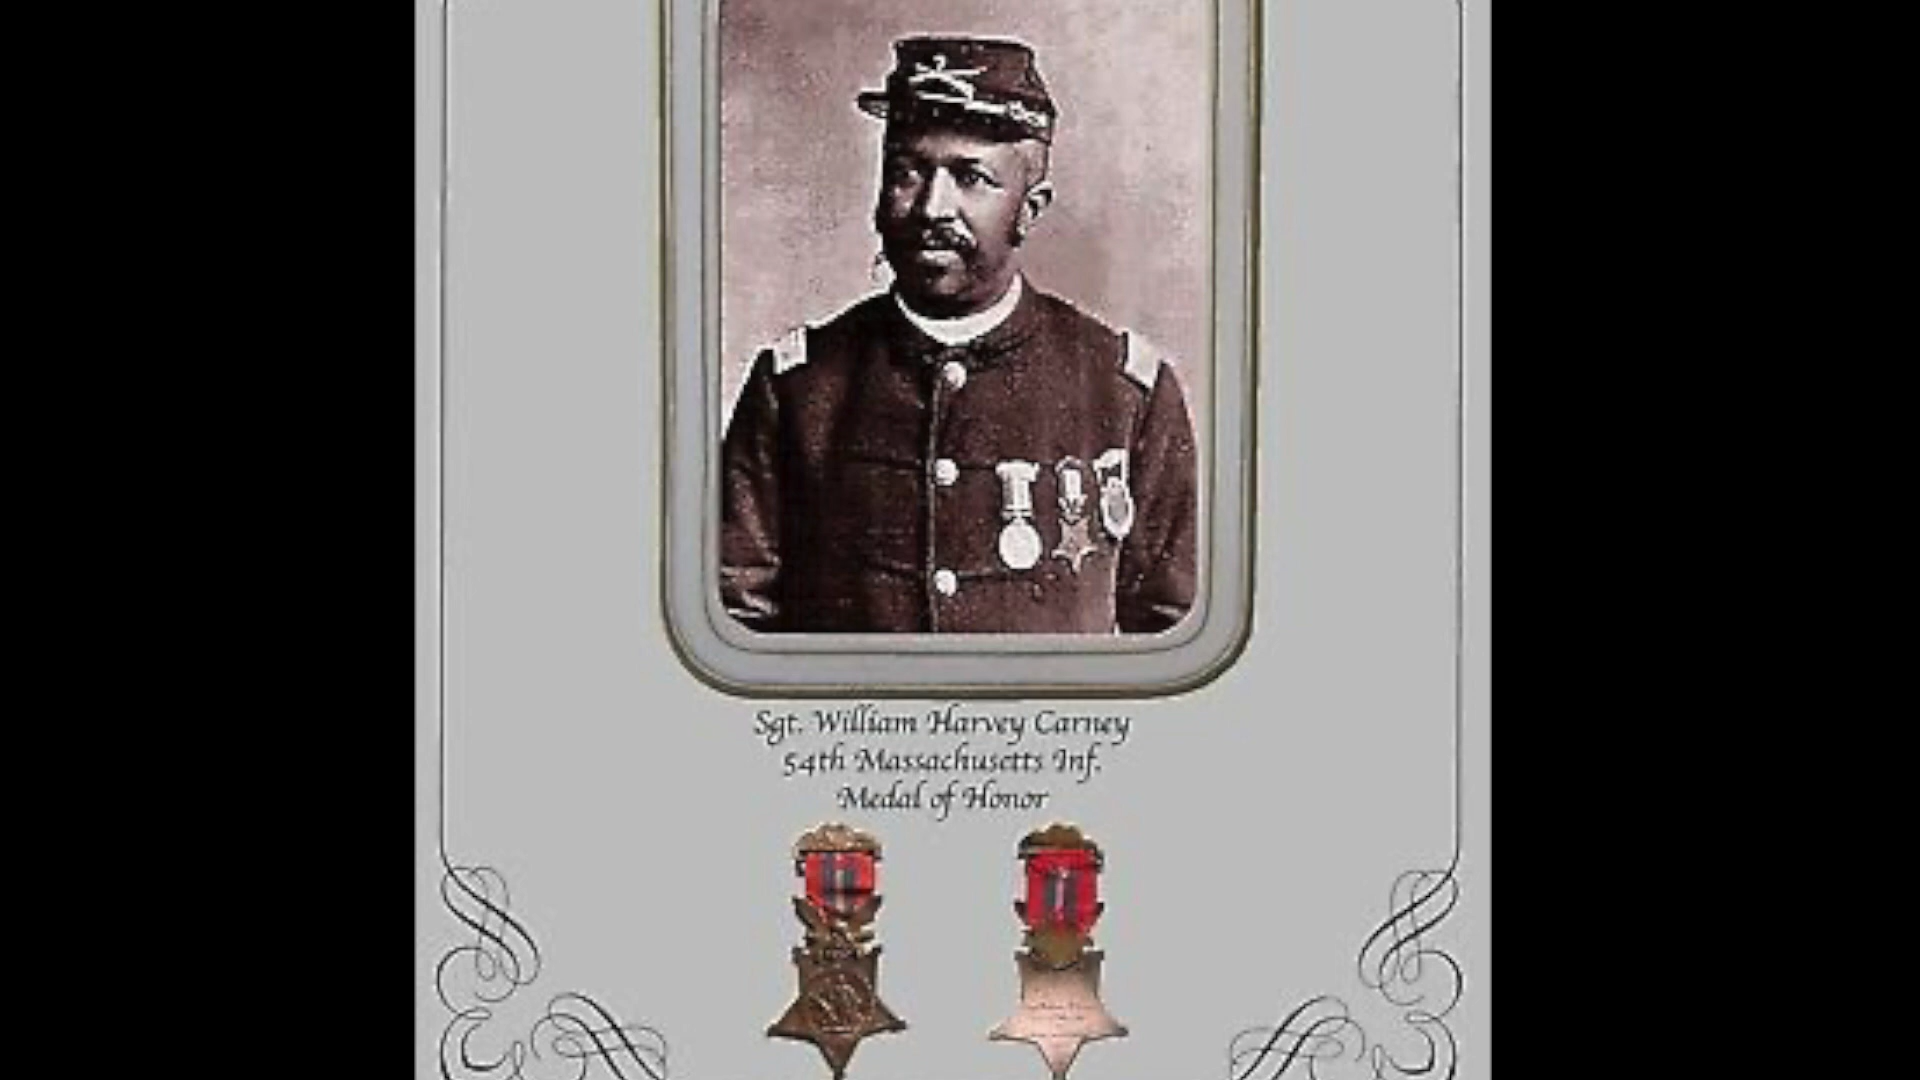 Sgt. William Harvey Carney
54th Massachusetts Inf.
Medal of Honor